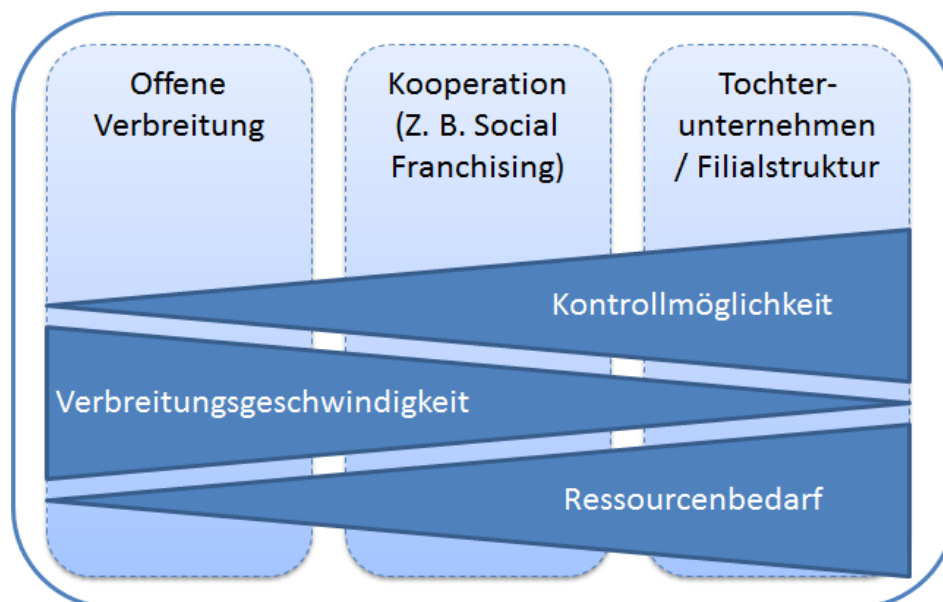 Offene
Verbreitung
Kooperation
(Z. B. Social
Franchising)
Tochter-
unternehmen
/ Filialstruktur
Kontrollmöglichkeit
Verbreitungsgeschwindigkeit
Ressourcenbedarf